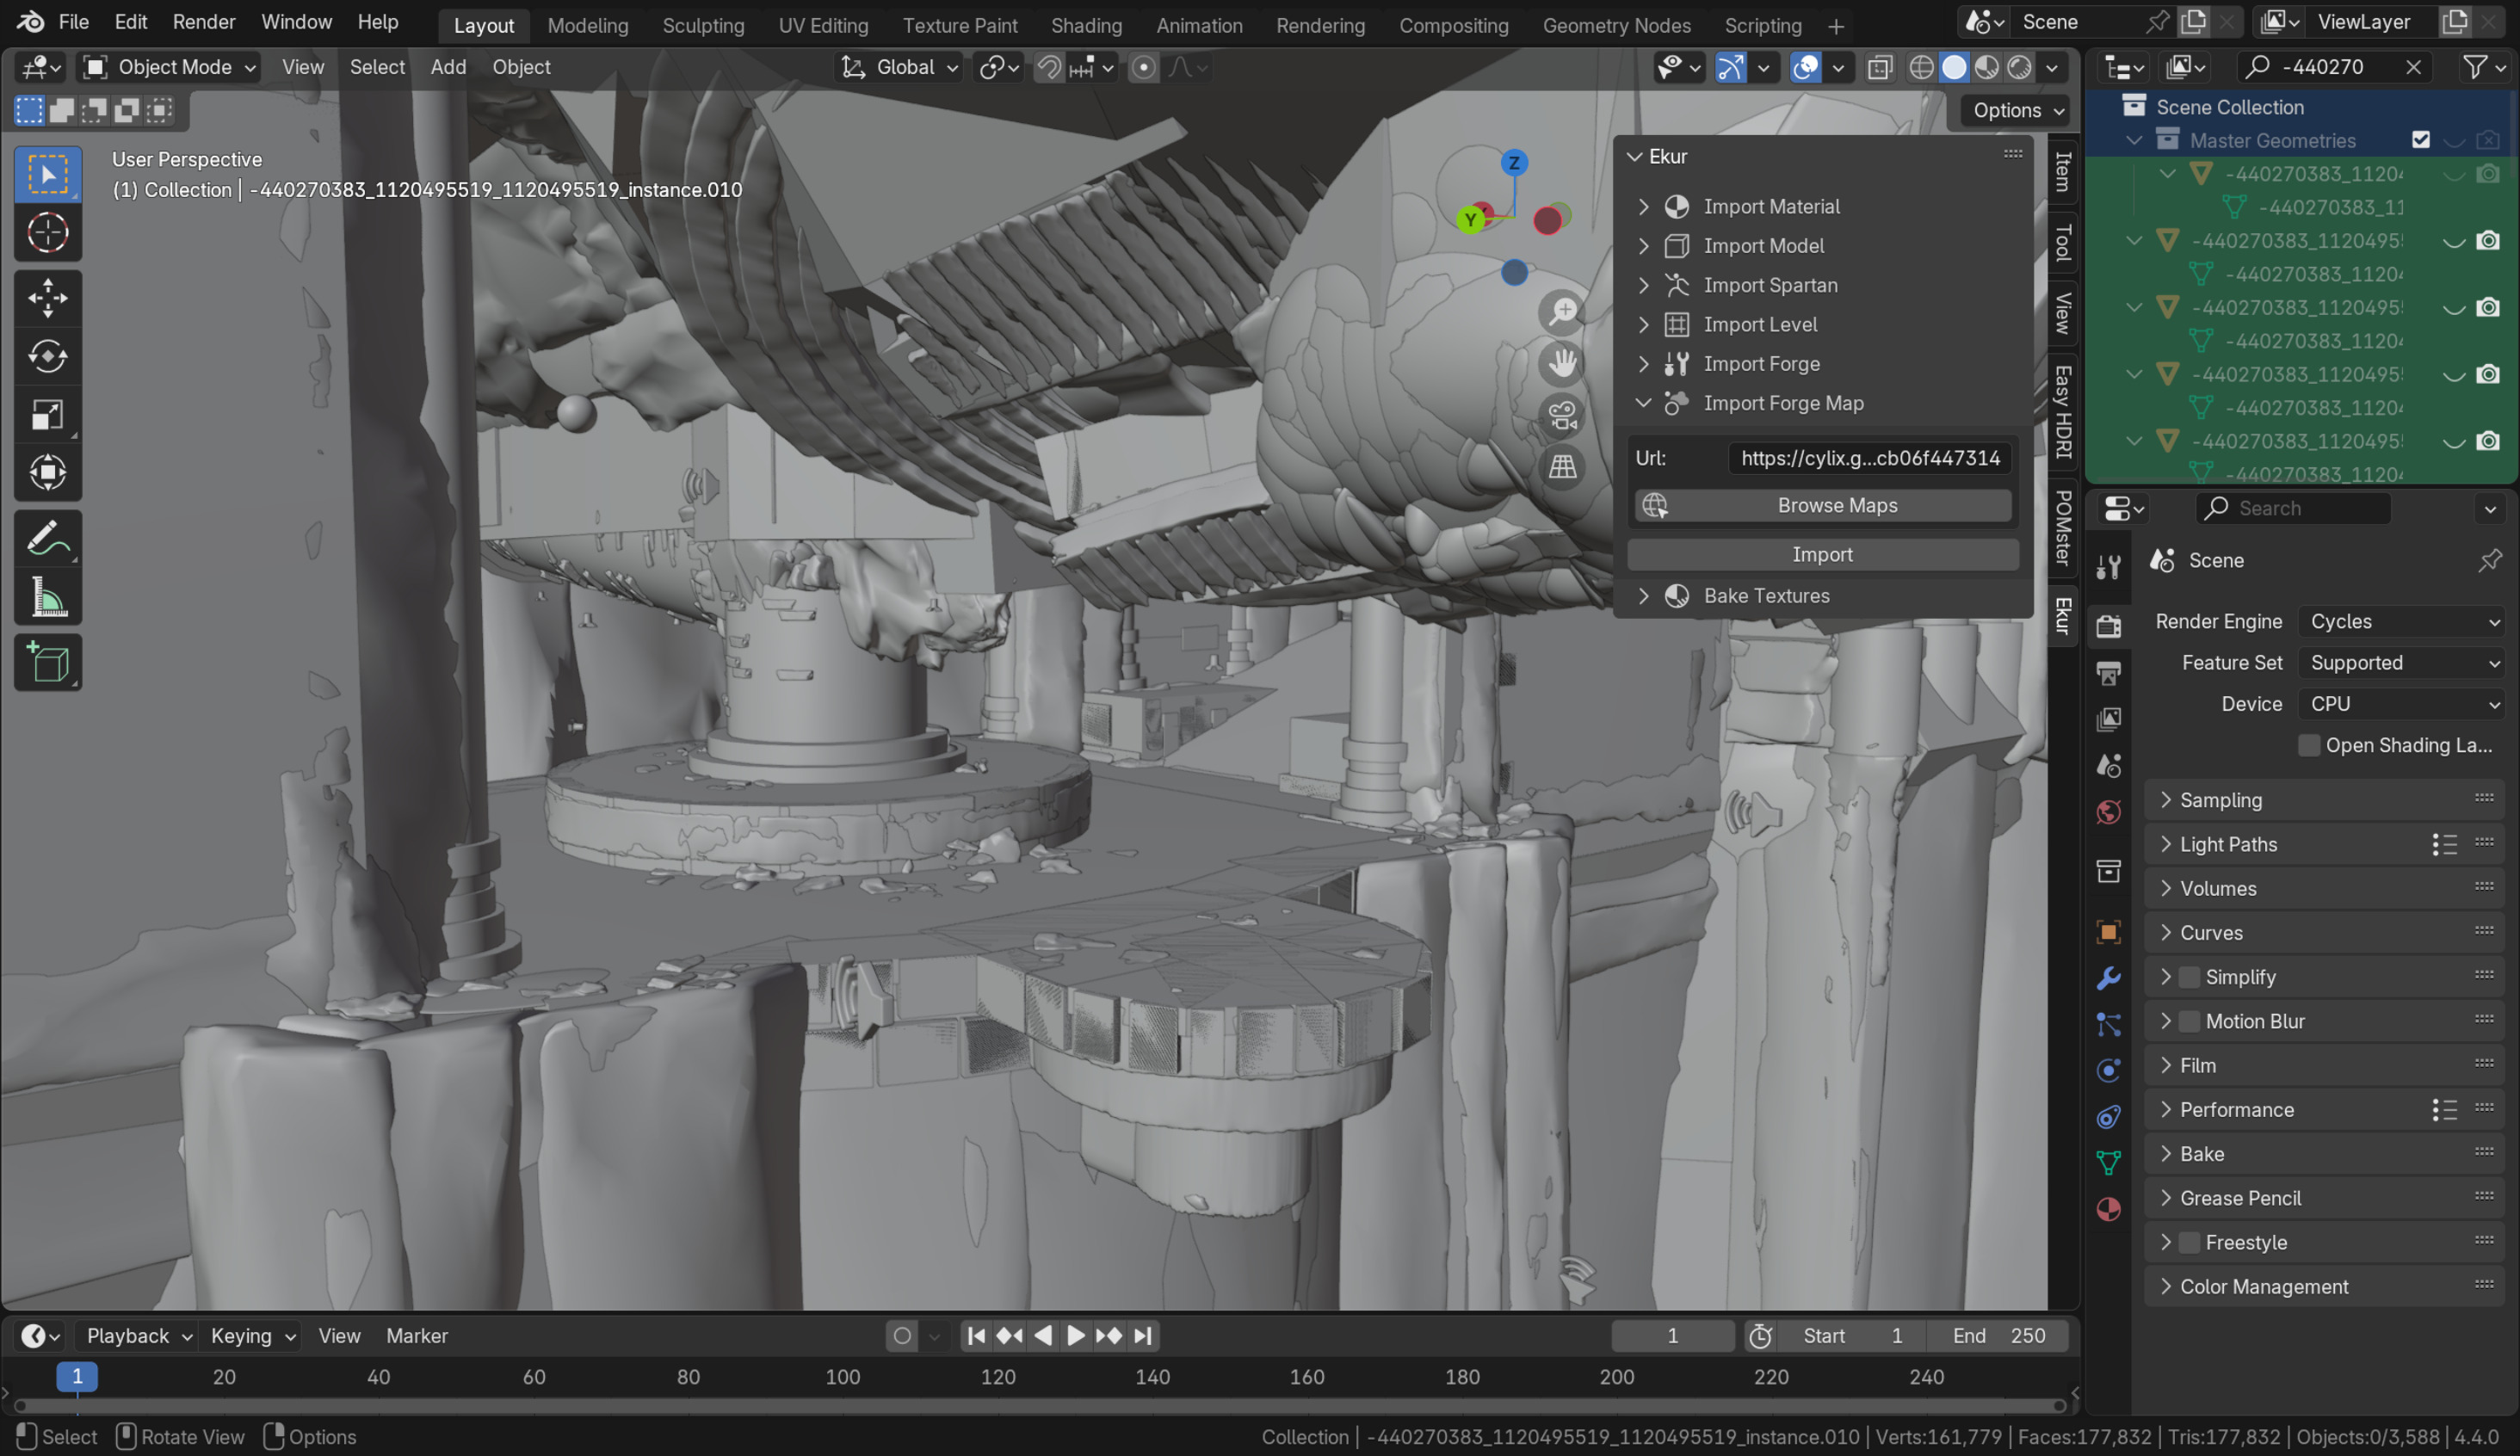 File Edit Render Window Help Layout Modeling Sculpting UV Editing Texture Paint Shading Animation Rendering Compositing Geometry Nodes Scripting Scene ViewLayer
Object Mode View Select Add Object Global -440270
Options
User Perspective
(1) Collection | -440270383_1120495519_1120495519_instance.010
Z
Y
Ekur
Import Material
Import Model
Import Spartan
Import Level
Import Forge
Import Forge Map
Url: https://cylix.g...cb06f447314
Browse Maps
Import
Bake Textures
Item
Tool
View
Easy HDRI
POMster
Ekur
Scene Collection
Master Geometries
-440270383_1120
-440270383_11
-440270383_1120495
-440270383_1120
-440270383_1120495
-440270383_1120
-440270383_1120495
-440270383_1120
-440270383_1120495
-440270383_1120
Search
Scene
Render Engine Cycles
Feature Set Supported
Device CPU
Open Shading La...
Sampling
Light Paths
Volumes
Curves
Simplify
Motion Blur
Film
Performance
Bake
Grease Pencil
Freestyle
Color Management
Playback Keying View Marker 1 Start 1 End 250
1 20 40 60 80 100 120 140 160 180 200 220 240
Select Rotate View Options Collection | -440270383_1120495519_1120495519_instance.010 | Verts:161,779 | Faces:177,832 | Tris:177,832 | Objects:0/3,588 | 4.4.0